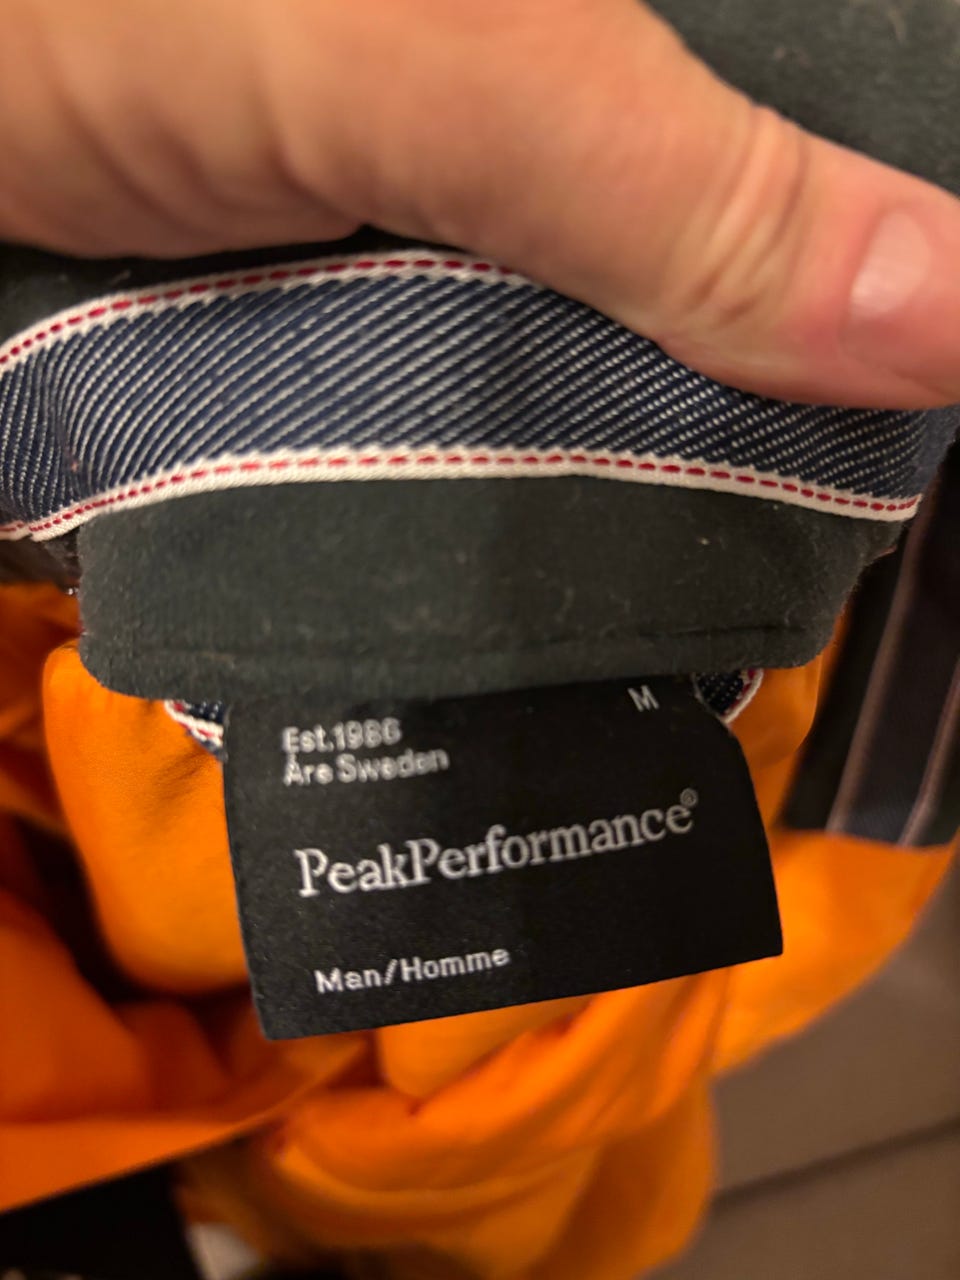 M
Est.1986
Åre Sweden
PeakPerformance®
Man/Homme